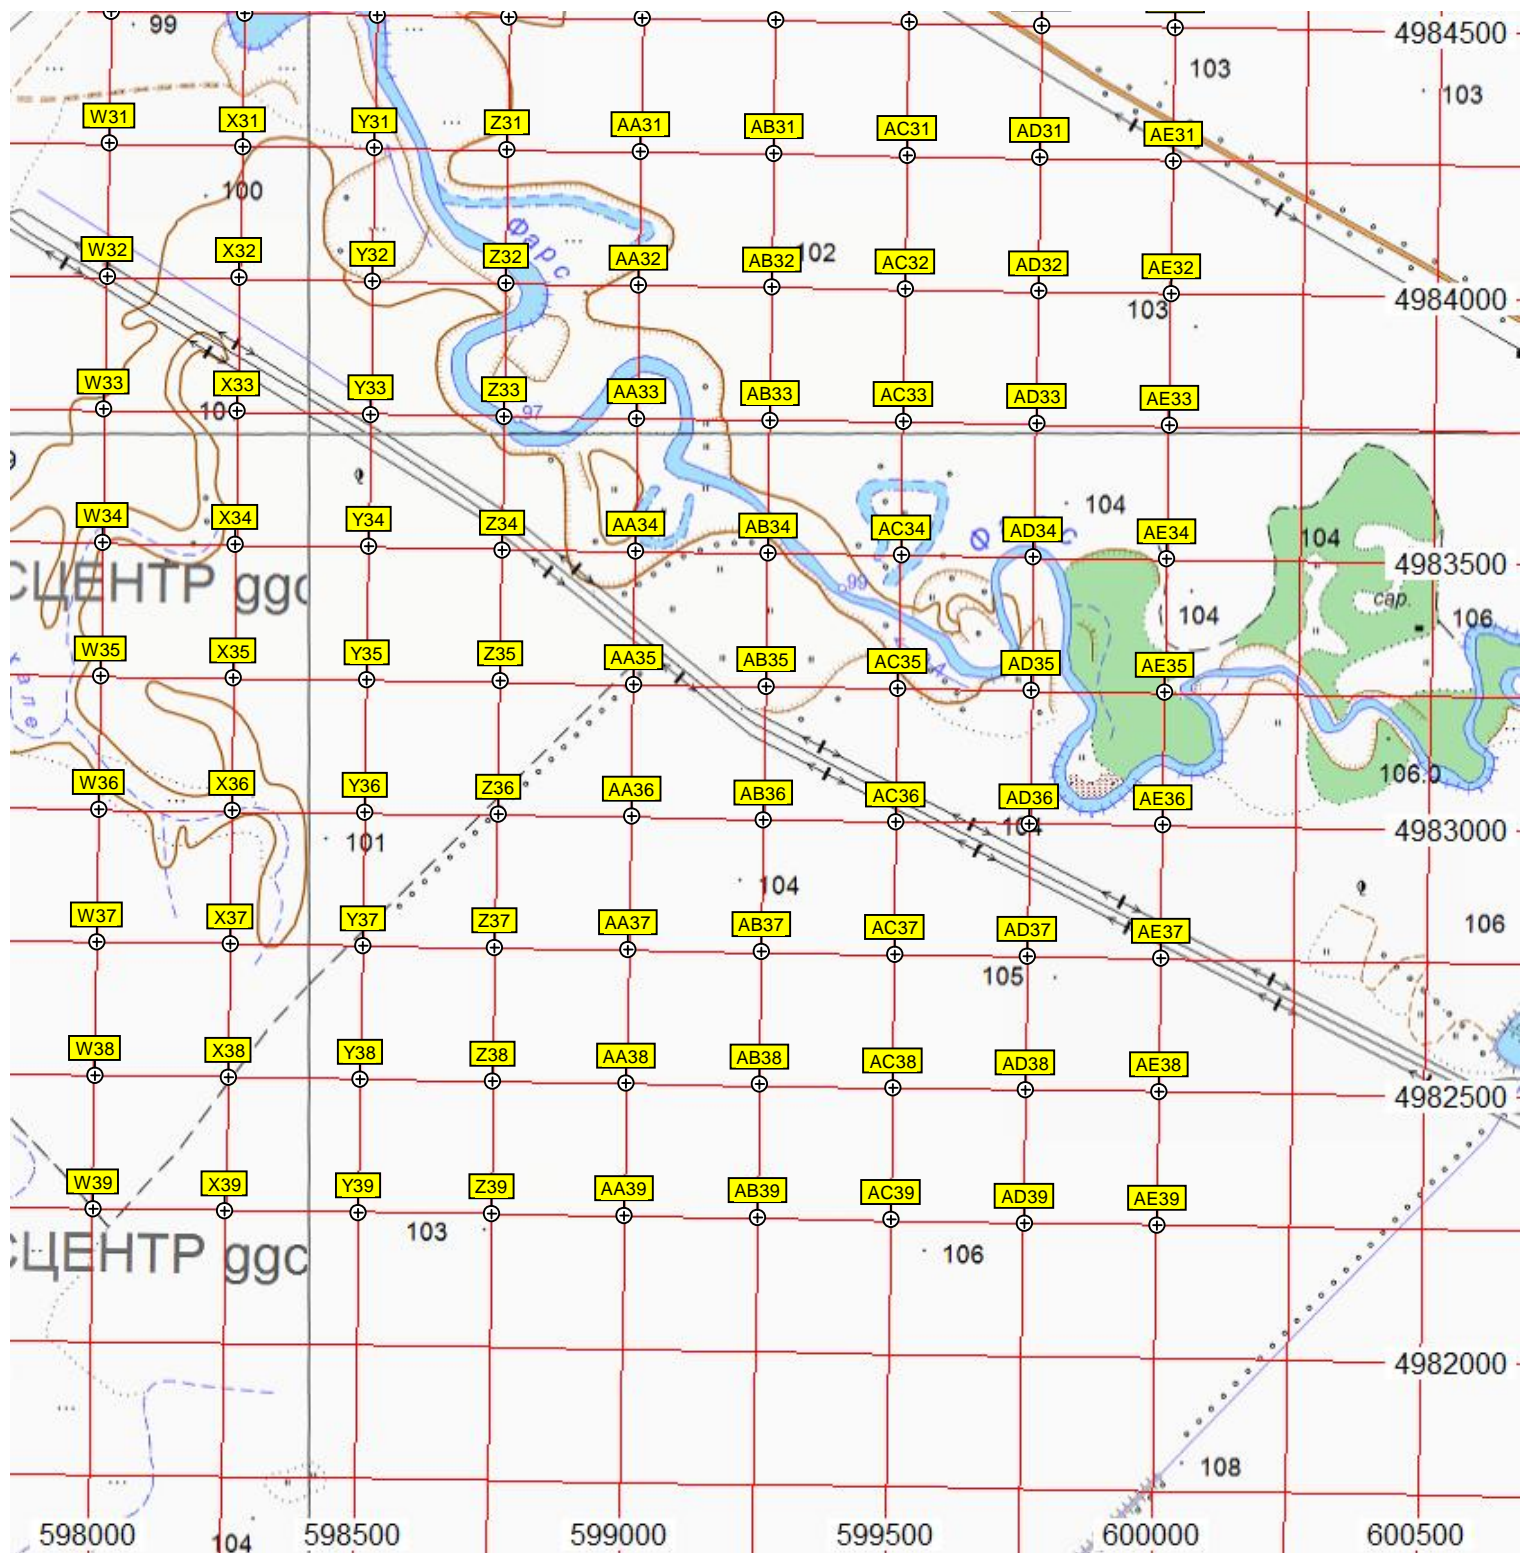 99
4984500
103
103
W31 X31 Y31 Z31 AA31 AB31 AC31 AD31 AE31
100
Фарс
W32 X32 Y32 Z32 AA32 AB32 102 AC32 AD32 AE32
4984000
103
W33 10 X33 Y33 Z33 97 AA33 AB33 AC33 AD33 AE33
104
W34 X34 Y34 Z34 AA34 AB34 AC34 AD34 AE34 104
4983500
СЦЕНТР ggc
99
104
сар.
106
W35 X35 Y35 Z35 AA35 AB35 AC35 AD35 AE35
W36 X36 Y36 Z36 AA36 AB36 AC36 AD36 AE36 106.0
104
4983000
101
104
W37 X37 Y37 Z37 AA37 AB37 AC37 AD37 AE37 106
105
W38 X38 Y38 Z38 AA38 AB38 AC38 AD38 AE38
4982500
W39 X39 Y39 Z39 AA39 AB39 AC39 AD39 AE39
103
СЦЕНТР ggc
106
4982000
108
598000 104 598500 599000 599500 600000 600500